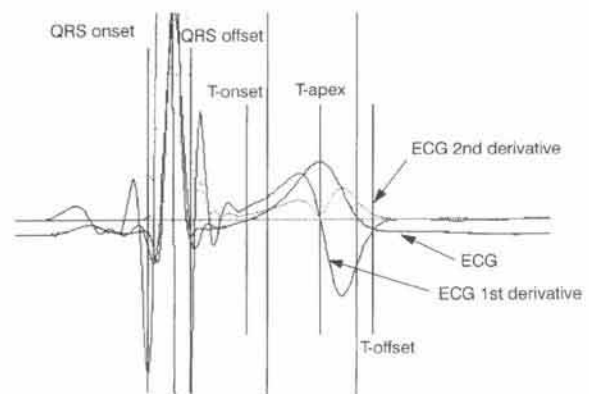 QRS onset
QRS offset
T-onset
T-apex
ECG 2nd derivative
ECG
ECG 1st derivative
T-offset